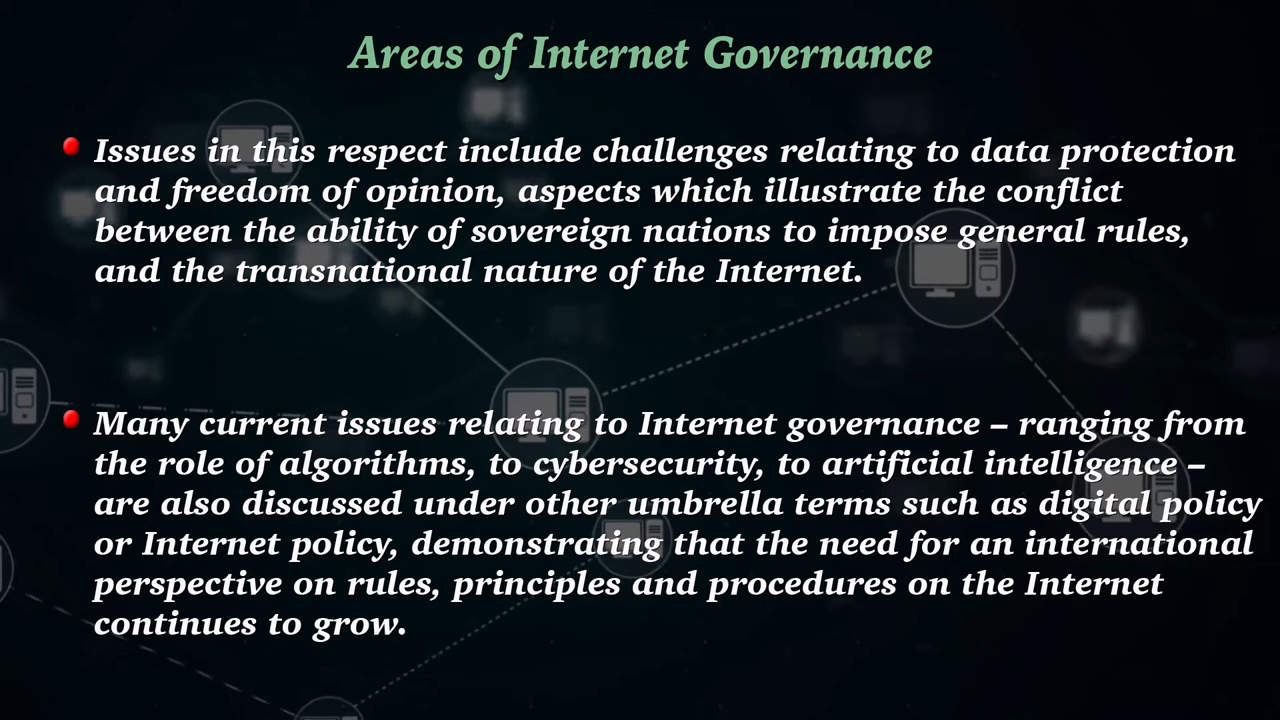 Areas of Internet Governance
Issues in this respect include challenges relating to data protection
and freedom of opinion, aspects which illustrate the conflict
between the ability of sovereign nations to impose general rules,
and the transnational nature of the Internet.
Many current issues relating to Internet governance – ranging from
the role of algorithms, to cybersecurity, to artificial intelligence –
are also discussed under other umbrella terms such as digital policy
or Internet policy, demonstrating that the need for an international
perspective on rules, principles and procedures on the Internet
continues to grow.